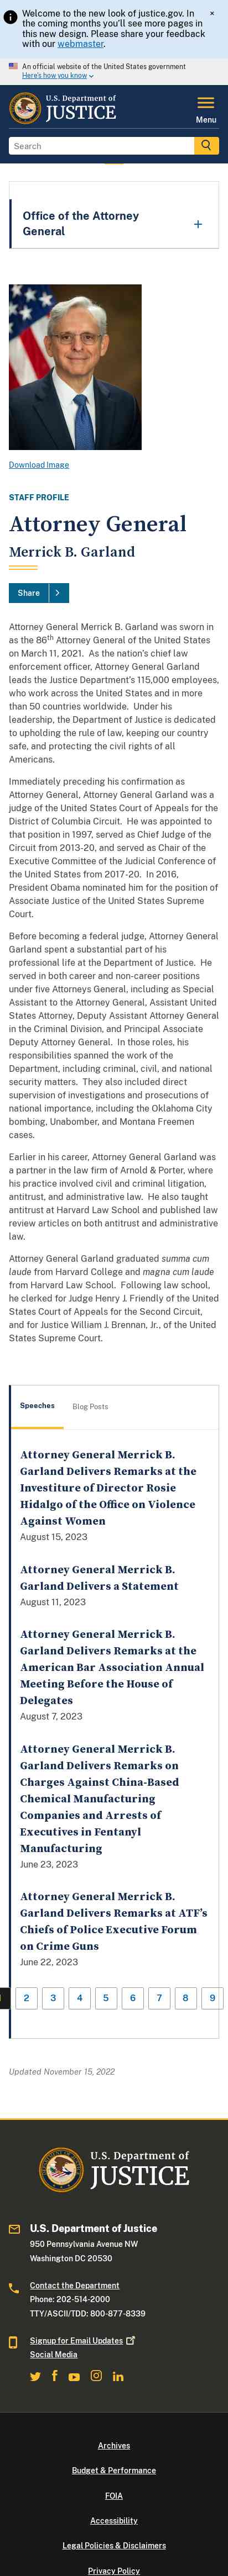 Welcome to the new look of justice.gov. In
the coming months, you'll see more pages in
this new design. Please share your feedback
with our webmaster.
×
An official website of the United States government
Here's how you know
U.S. Department of
JUSTICE
Menu
Search
Office of the Attorney
General
Download Image
STAFF PROFILE
Attorney General
Merrick B. Garland
Share
Attorney General Merrick B. Garland was sworn in
as the 86th Attorney General of the United States
on March 11, 2021.  As the nation's chief law
enforcement officer, Attorney General Garland
leads the Justice Department's 115,000 employees,
who work across the United States and in more
than 50 countries worldwide.  Under his
leadership, the Department of Justice is dedicated
to upholding the rule of law, keeping our country
safe, and protecting the civil rights of all
Americans.
Immediately preceding his confirmation as
Attorney General, Attorney General Garland was a
judge of the United States Court of Appeals for the
District of Columbia Circuit.  He was appointed to
that position in 1997, served as Chief Judge of the
Circuit from 2013-20, and served as Chair of the
Executive Committee of the Judicial Conference of
the United States from 2017-20.  In 2016,
President Obama nominated him for the position of
Associate Justice of the United States Supreme
Court.
Before becoming a federal judge, Attorney General
Garland spent a substantial part of his
professional life at the Department of Justice.  He
served in both career and non-career positions
under five Attorneys General, including as Special
Assistant to the Attorney General, Assistant United
States Attorney, Deputy Assistant Attorney General
in the Criminal Division, and Principal Associate
Deputy Attorney General.  In those roles, his
responsibilities spanned the work of the
Department, including criminal, civil, and national
security matters.  They also included direct
supervision of investigations and prosecutions of
national importance, including the Oklahoma City
bombing, Unabomber, and Montana Freemen
cases.
Earlier in his career, Attorney General Garland was
a partner in the law firm of Arnold & Porter, where
his practice involved civil and criminal litigation,
antitrust, and administrative law.  He also taught
antitrust at Harvard Law School and published law
review articles on both antitrust and administrative
law.
Attorney General Garland graduated summa cum
laude from Harvard College and magna cum laude
from Harvard Law School.  Following law school,
he clerked for Judge Henry J. Friendly of the United
States Court of Appeals for the Second Circuit,
and for Justice William J. Brennan, Jr., of the United
States Supreme Court.
Speeches
Blog Posts
Attorney General Merrick B.
Garland Delivers Remarks at the
Investiture of Director Rosie
Hidalgo of the Office on Violence
Against Women
August 15, 2023
Attorney General Merrick B.
Garland Delivers a Statement
August 11, 2023
Attorney General Merrick B.
Garland Delivers Remarks at the
American Bar Association Annual
Meeting Before the House of
Delegates
August 7, 2023
Attorney General Merrick B.
Garland Delivers Remarks on
Charges Against China-Based
Chemical Manufacturing
Companies and Arrests of
Executives in Fentanyl
Manufacturing
June 23, 2023
Attorney General Merrick B.
Garland Delivers Remarks at ATF's
Chiefs of Police Executive Forum
on Crime Guns
June 22, 2023
1 2 3 4 5 6 7 8 9
Updated November 15, 2022
U.S. Department of
JUSTICE
U.S. Department of Justice
950 Pennsylvania Avenue NW
Washington DC 20530
Contact the Department
Phone: 202-514-2000
TTY/ASCII/TDD: 800-877-8339
Signup for Email Updates
Social Media
Archives
Budget & Performance
FOIA
Accessibility
Legal Policies & Disclaimers
Privacy Policy